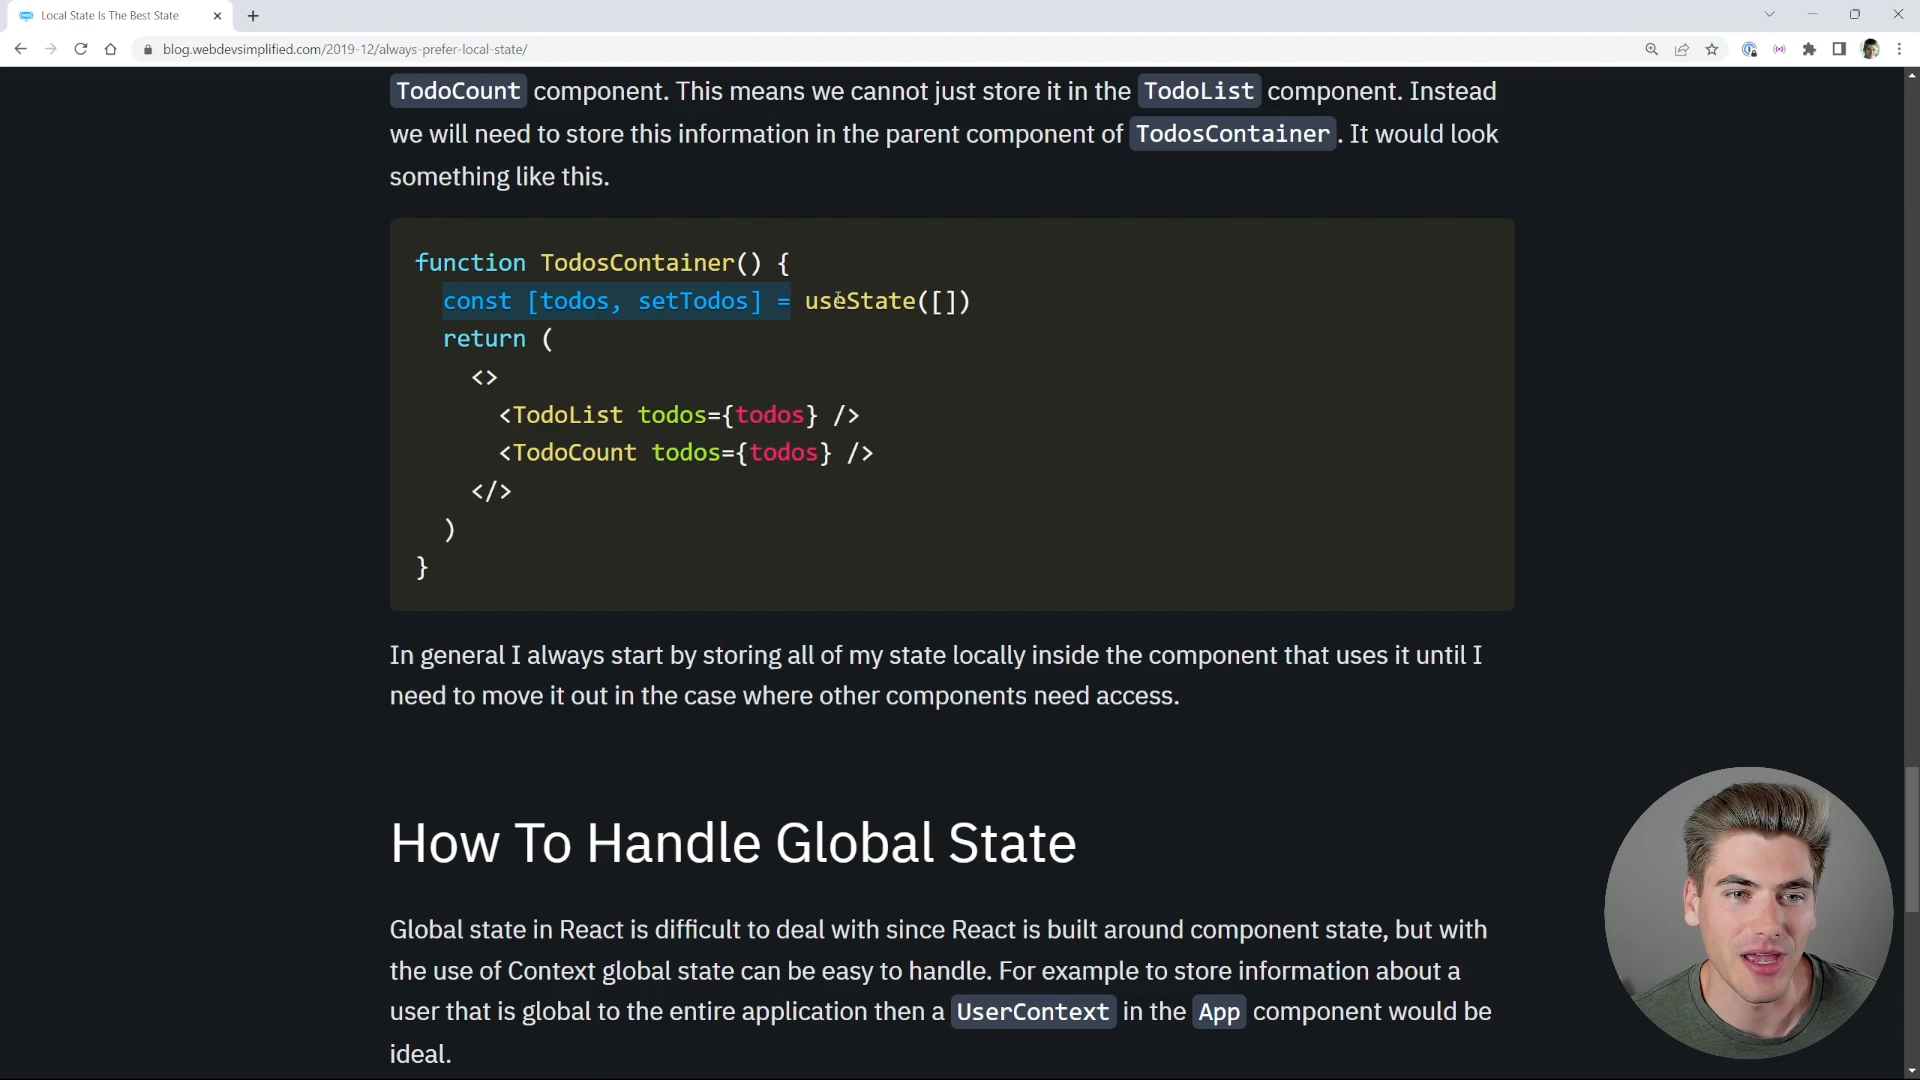 Local State Is The Best State
blog.webdevsimplified.com/2019-12/always-prefer-local-state/
TodoCount component. This means we cannot just store it in the TodoList component. Instead
we will need to store this information in the parent component of TodosContainer. It would look
something like this.
function TodosContainer() {
const [todos, setTodos] = useState([])
return (
<>
<TodoList todos={todos} />
<TodoCount todos={todos} />
</>
)
}
In general I always start by storing all of my state locally inside the component that uses it until I
need to move it out in the case where other components need access.
How To Handle Global State
Global state in React is difficult to deal with since React is built around component state, but with
the use of Context global state can be easy to handle. For example to store information about a
user that is global to the entire application then a UserContext in the App component would be
ideal.